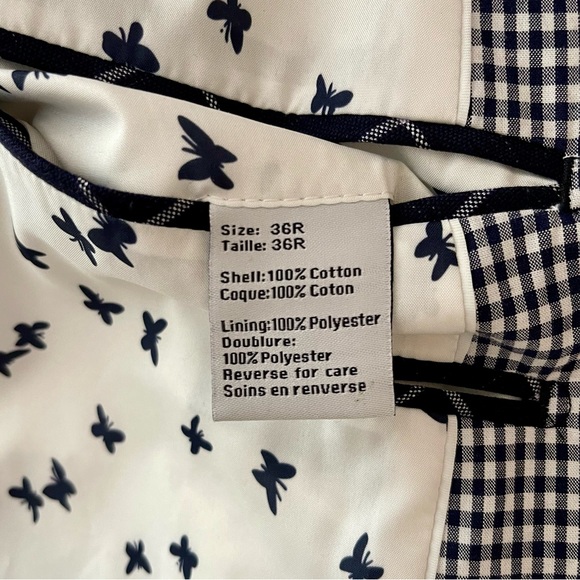 Size: 36R
Taille: 36R
Shell:100% Cotton
Coque:100% Coton
Lining:100% Polyester
Doublure:
100% Polyester
Reverse for care
Soins en renverse